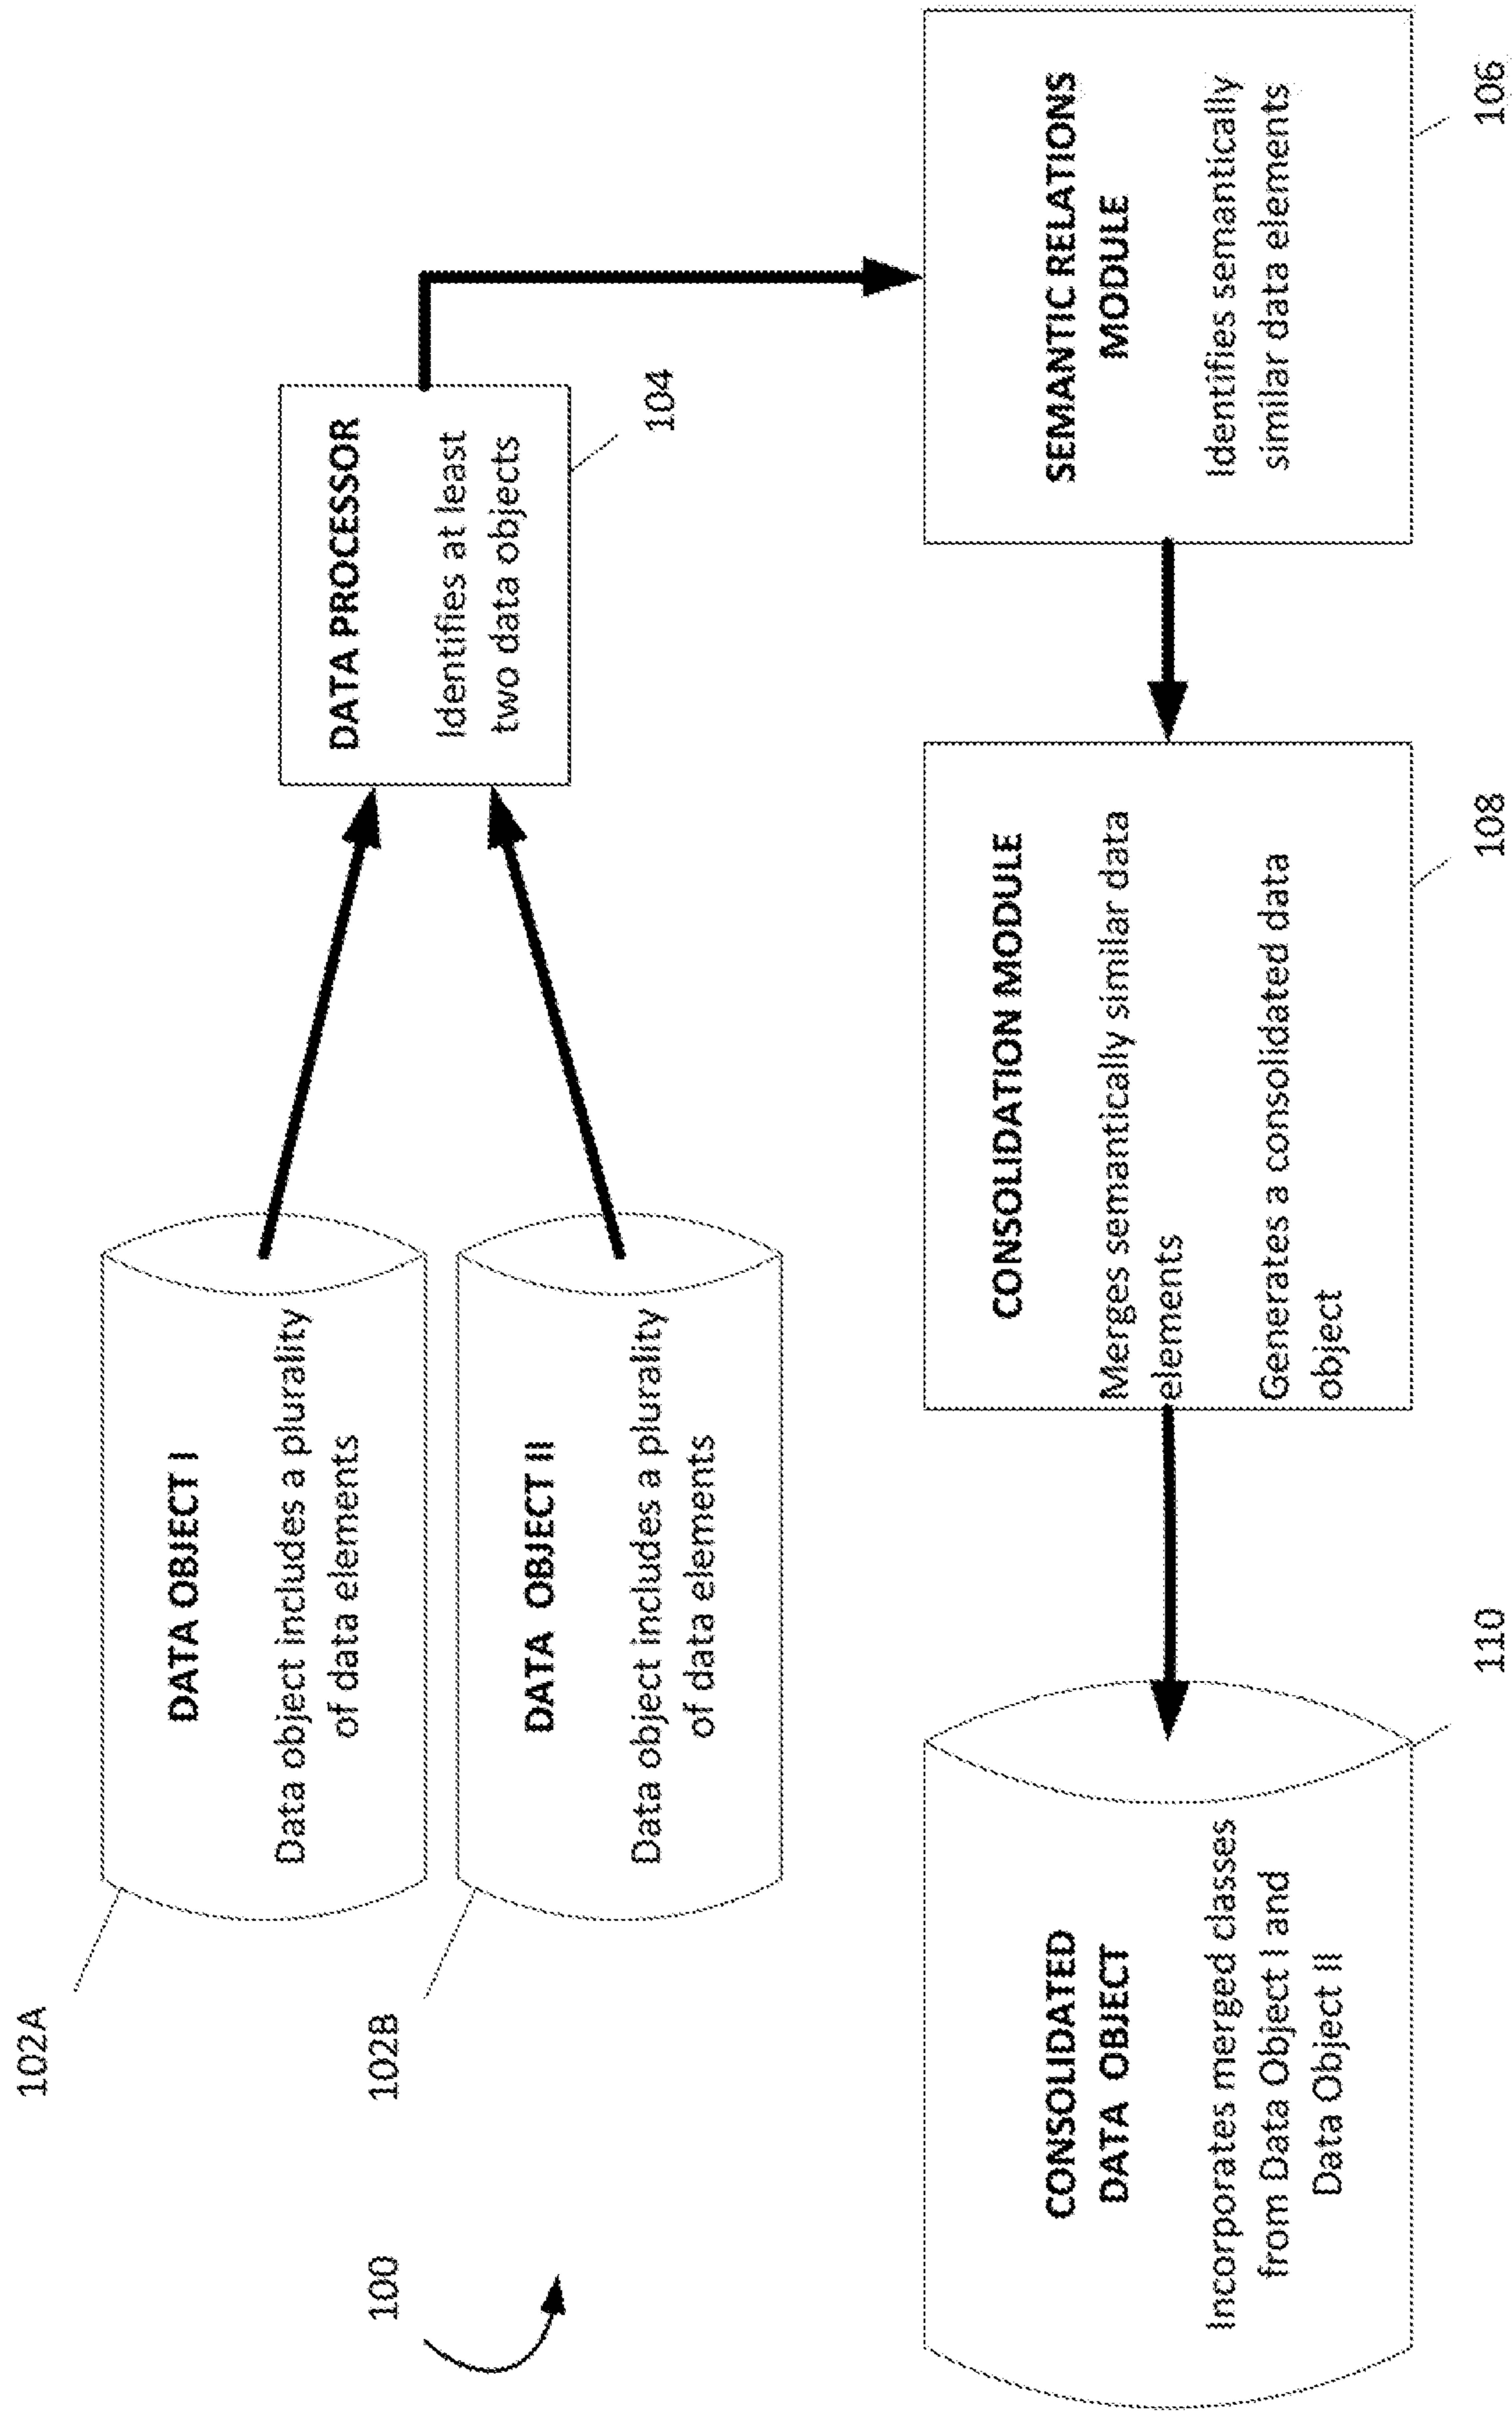 100
102A
DATA OBJECT I
Data object includes a plurality
of data elements
102B
DATA OBJECT II
Data object includes a plurality
of data elements
DATA PROCESSOR
Identifies at least
two data objects
104
SEMANTIC RELATIONS
MODULE
Identifies semantically
similar data elements
106
CONSOLIDATION MODULE
Merges semantically similar data
elements
Generates a consolidated data
object
108
CONSOLIDATED
DATA OBJECT
Incorporates merged classes
from Data Object I and
Data Object II
110